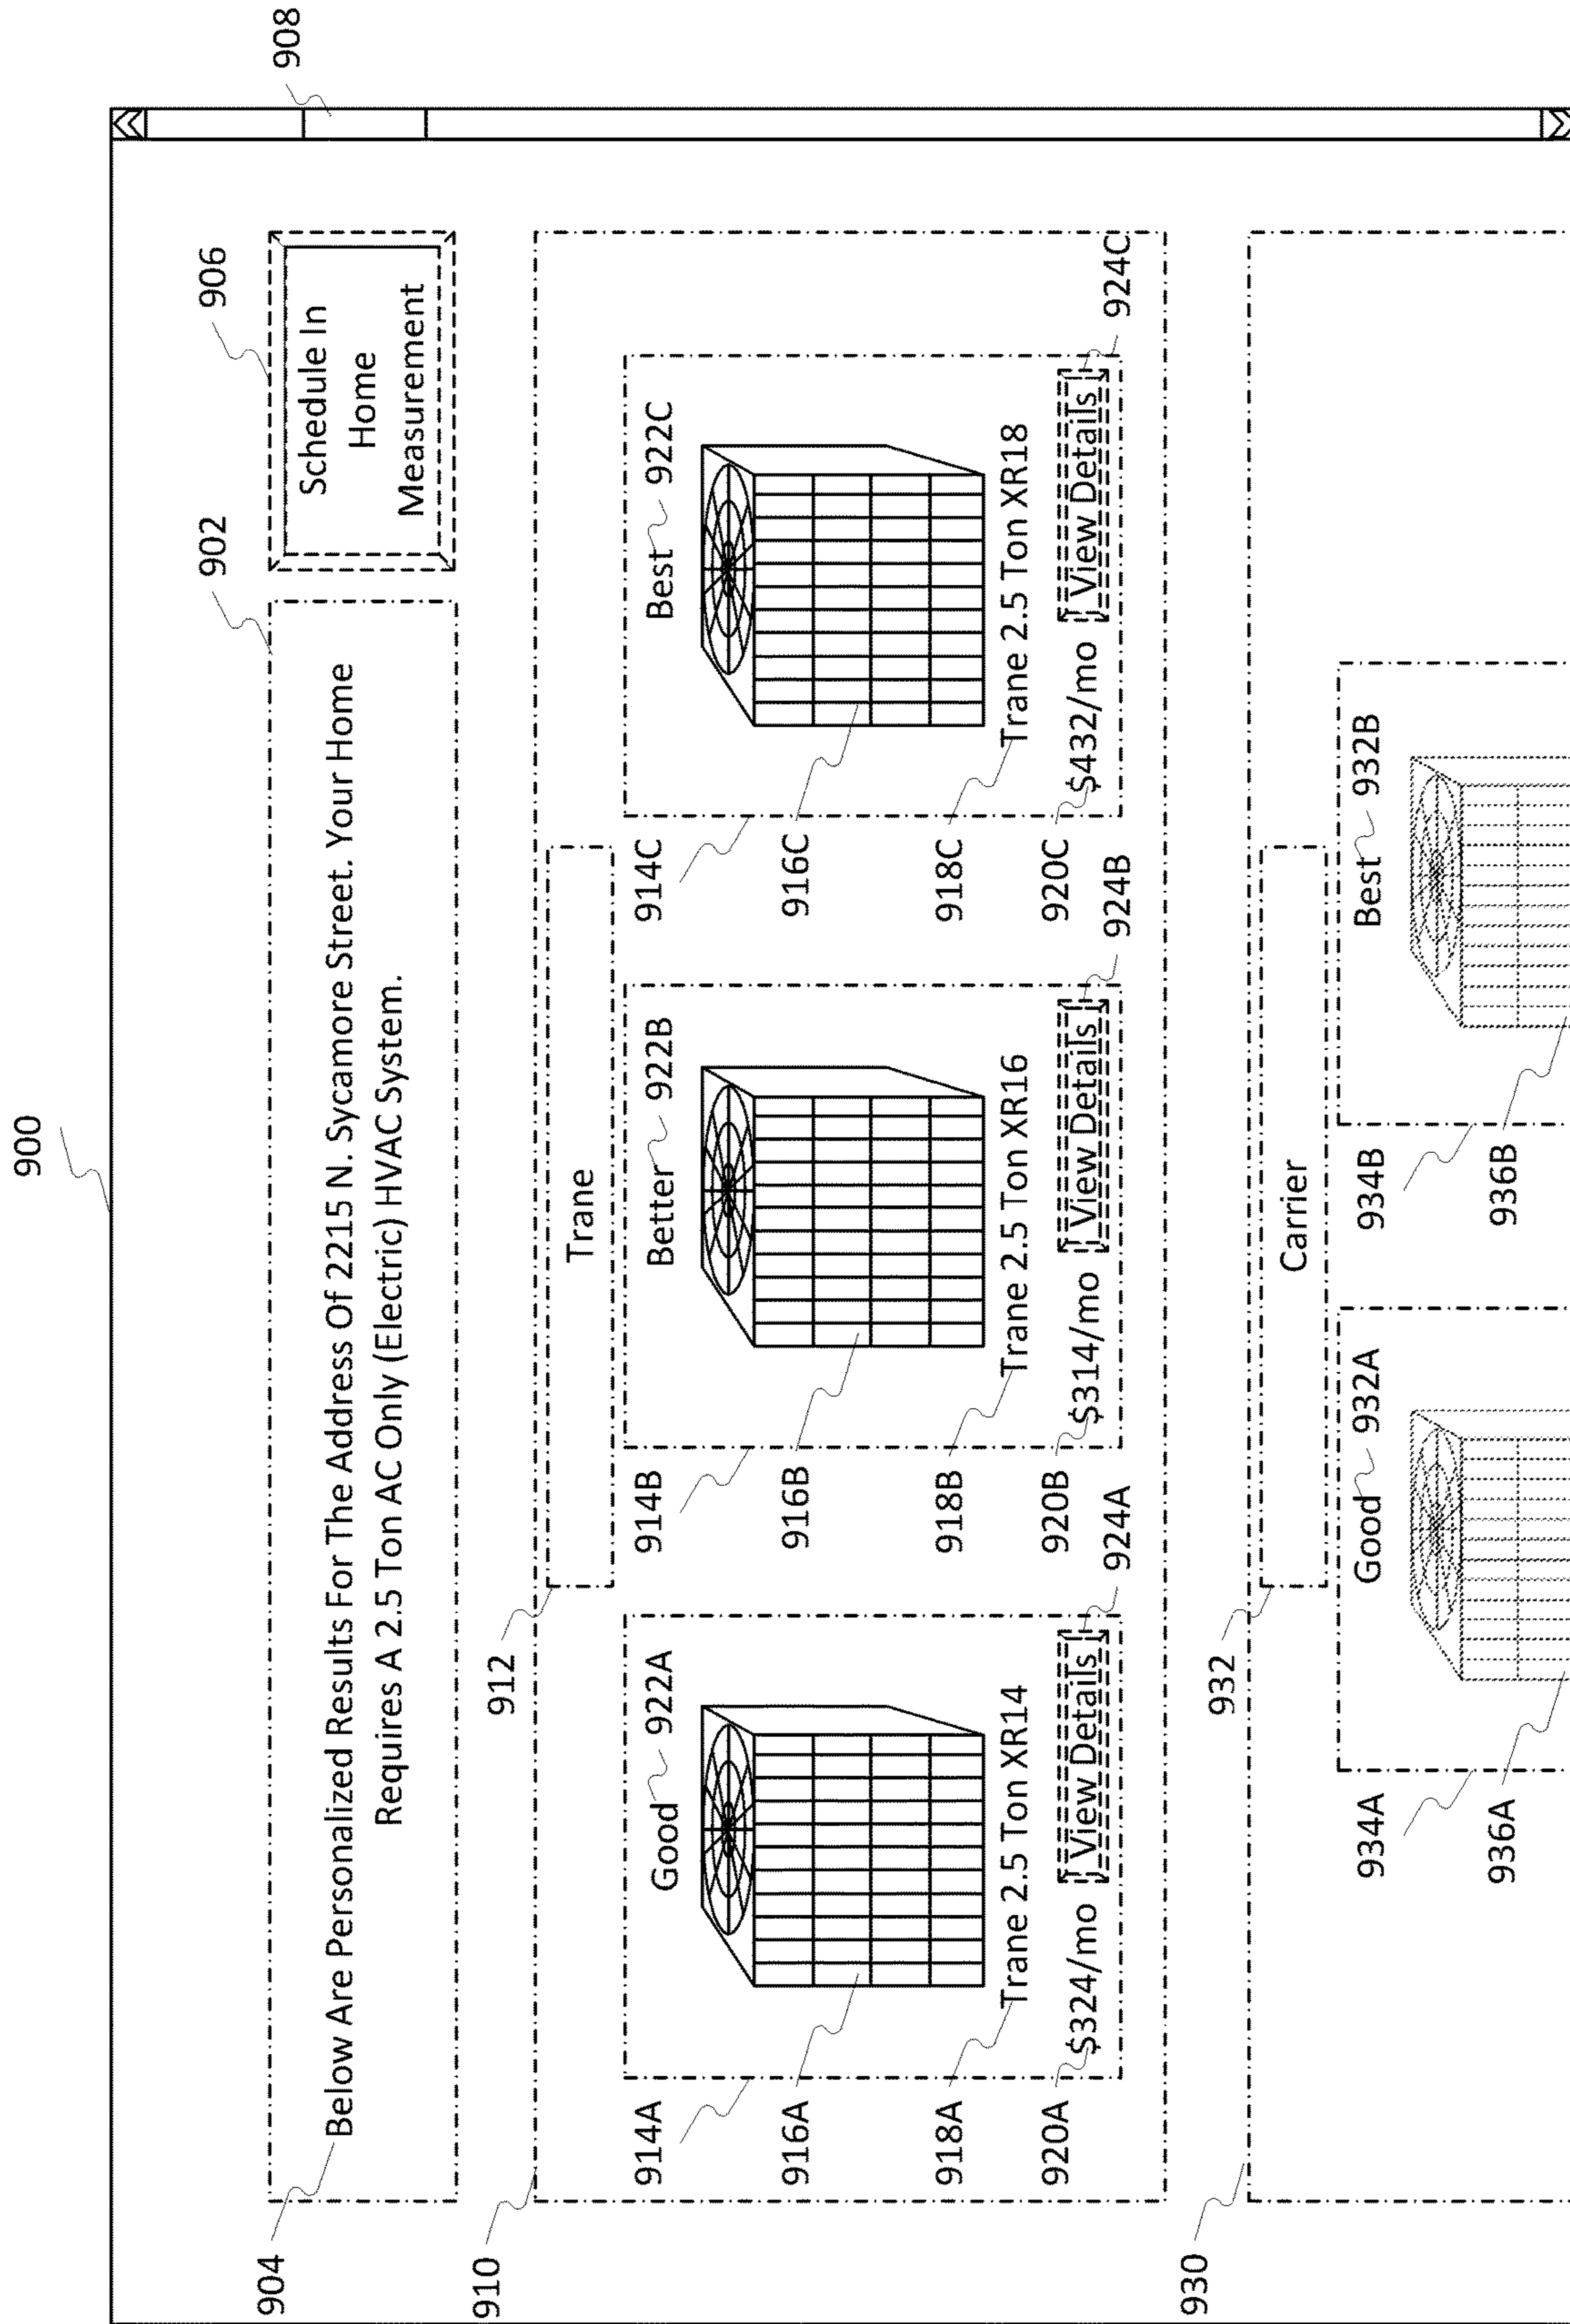 900
902
906
908
904
Below Are Personalized Results For The Address Of 2215 N. Sycamore Street. Your Home
Requires A 2.5 Ton AC Only (Electric) HVAC System.
Schedule In
Home
Measurement
910
912
Trane
914A
Good 922A
916A
918A
Trane 2.5 Ton XR14
920A
$324/mo View Details
924A
914B
Better 922B
916B
918B
Trane 2.5 Ton XR16
920B
$314/mo View Details
924B
914C
Best 922C
916C
918C
Trane 2.5 Ton XR18
920C
$432/mo View Details
924C
930
932
Carrier
934A
Good 932A
936A
934B
Best 932B
936B